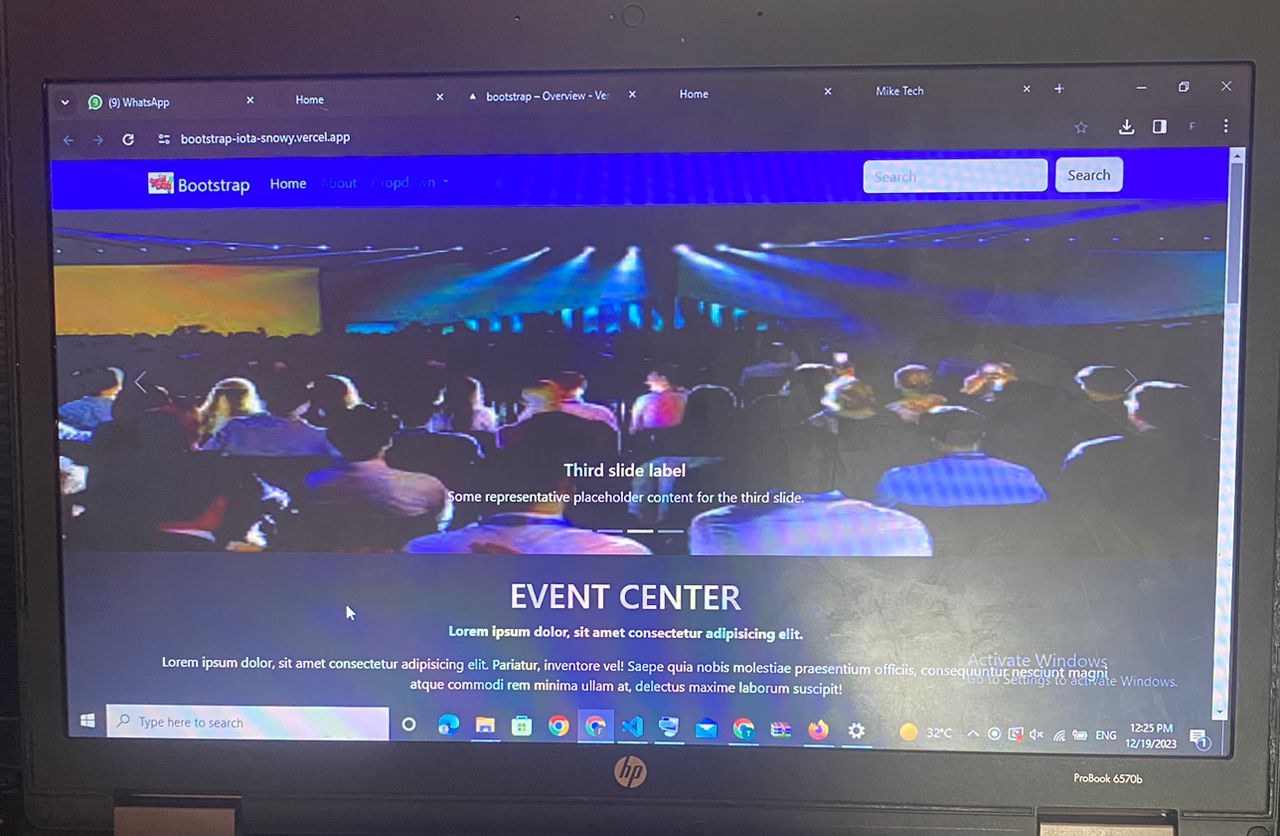 (9) WhatsApp
Home
bootstrap – Overview - Ver
Home
Mike Tech
bootstrap-iota-snowy.vercel.app
F
Bootstrap
Home
About
Dropdown
Search
Search
Third slide label
Some representative placeholder content for the third slide.
EVENT CENTER
Lorem ipsum dolor, sit amet consectetur adipisicing elit.
Lorem ipsum dolor, sit amet consectetur adipisicing elit. Pariatur, inventore vel! Saepe quia nobis molestiae praesentium officiis, consequuntur nesciunt magni
atque commodi rem minima ullam at, delectus maxime laborum suscipit!
Activate Windows
Go to Settings to activate Windows.
Type here to search
32°C
ENG
12:25 PM
12/19/2023
1
hp
ProBook 6570b